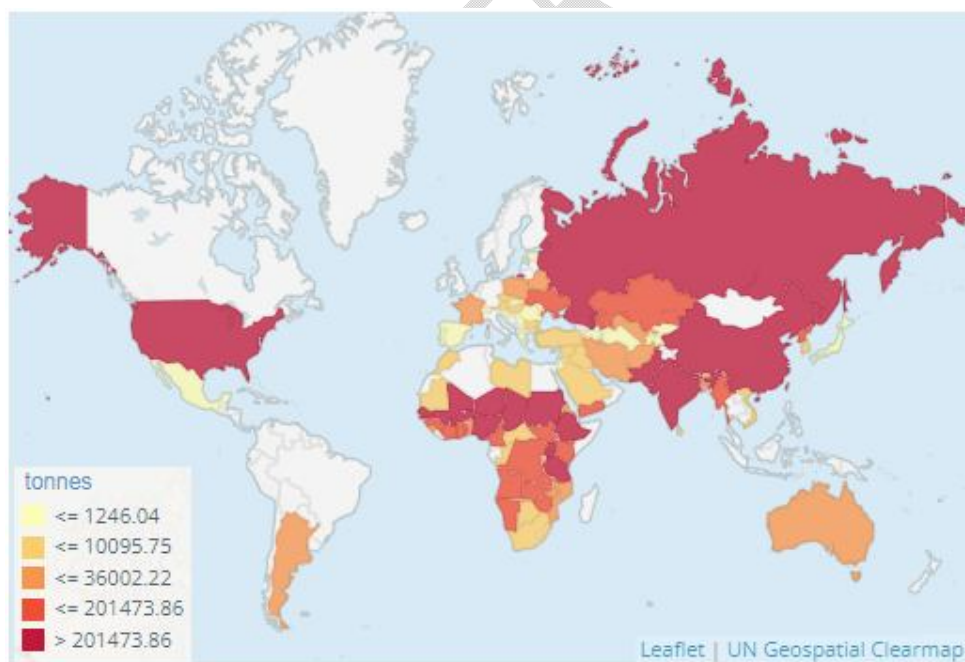 tonnes
<= 1246.04
<= 10095.75
<= 36002.22
<= 201473.86
> 201473.86
Leaflet | UN Geospatial Clearmap